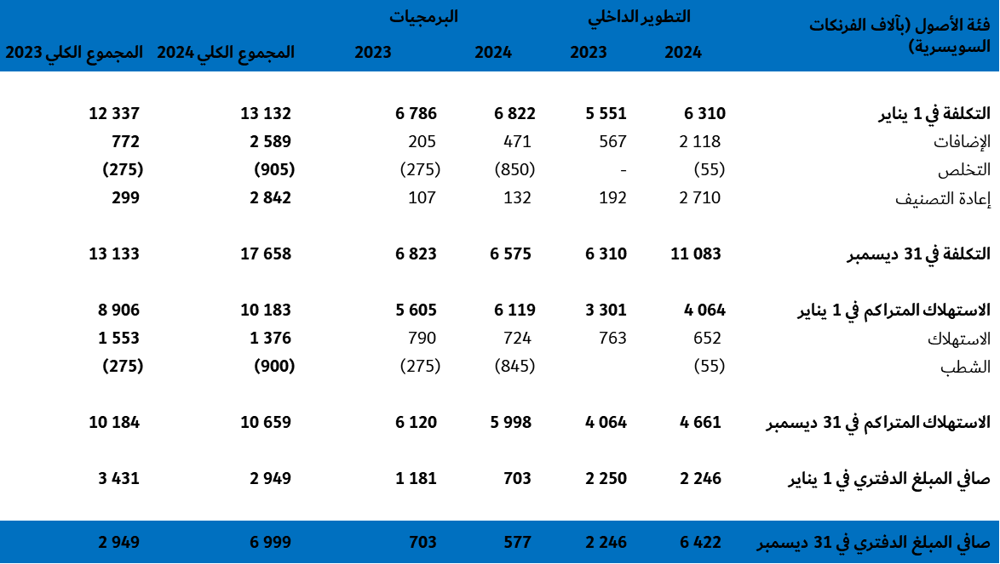 فئة الأصول (بآلاف الفرنكات السويسرية) التطوير الداخلي البرمجيات
2024 2023 2024 2023 المجموع الكلي 2024 المجموع الكلي 2023
التكلفة في 1 يناير 6 310 5 551 6 822 6 786 13 132 12 337
الإضافات 2 118 567 471 205 2 589 772
التخلص (55) - (850) (275) (905) (275)
إعادة التصنيف 2 710 192 132 107 2 842 299
التكلفة في 31 ديسمبر 11 083 6 310 6 575 6 823 17 658 13 133
الاستهلاك المتراكم في 1 يناير 4 064 3 301 6 119 5 605 10 183 8 906
الاستهلاك 652 763 724 790 1 376 1 553
الشطب (55) (845) (275) (900) (275)
الاستهلاك المتراكم في 31 ديسمبر 4 661 4 064 5 998 6 120 10 659 10 184
صافي المبلغ الدفتري في 1 يناير 2 246 2 250 703 1 181 2 949 3 431
صافي المبلغ الدفتري في 31 ديسمبر 6 422 2 246 577 703 6 999 2 949